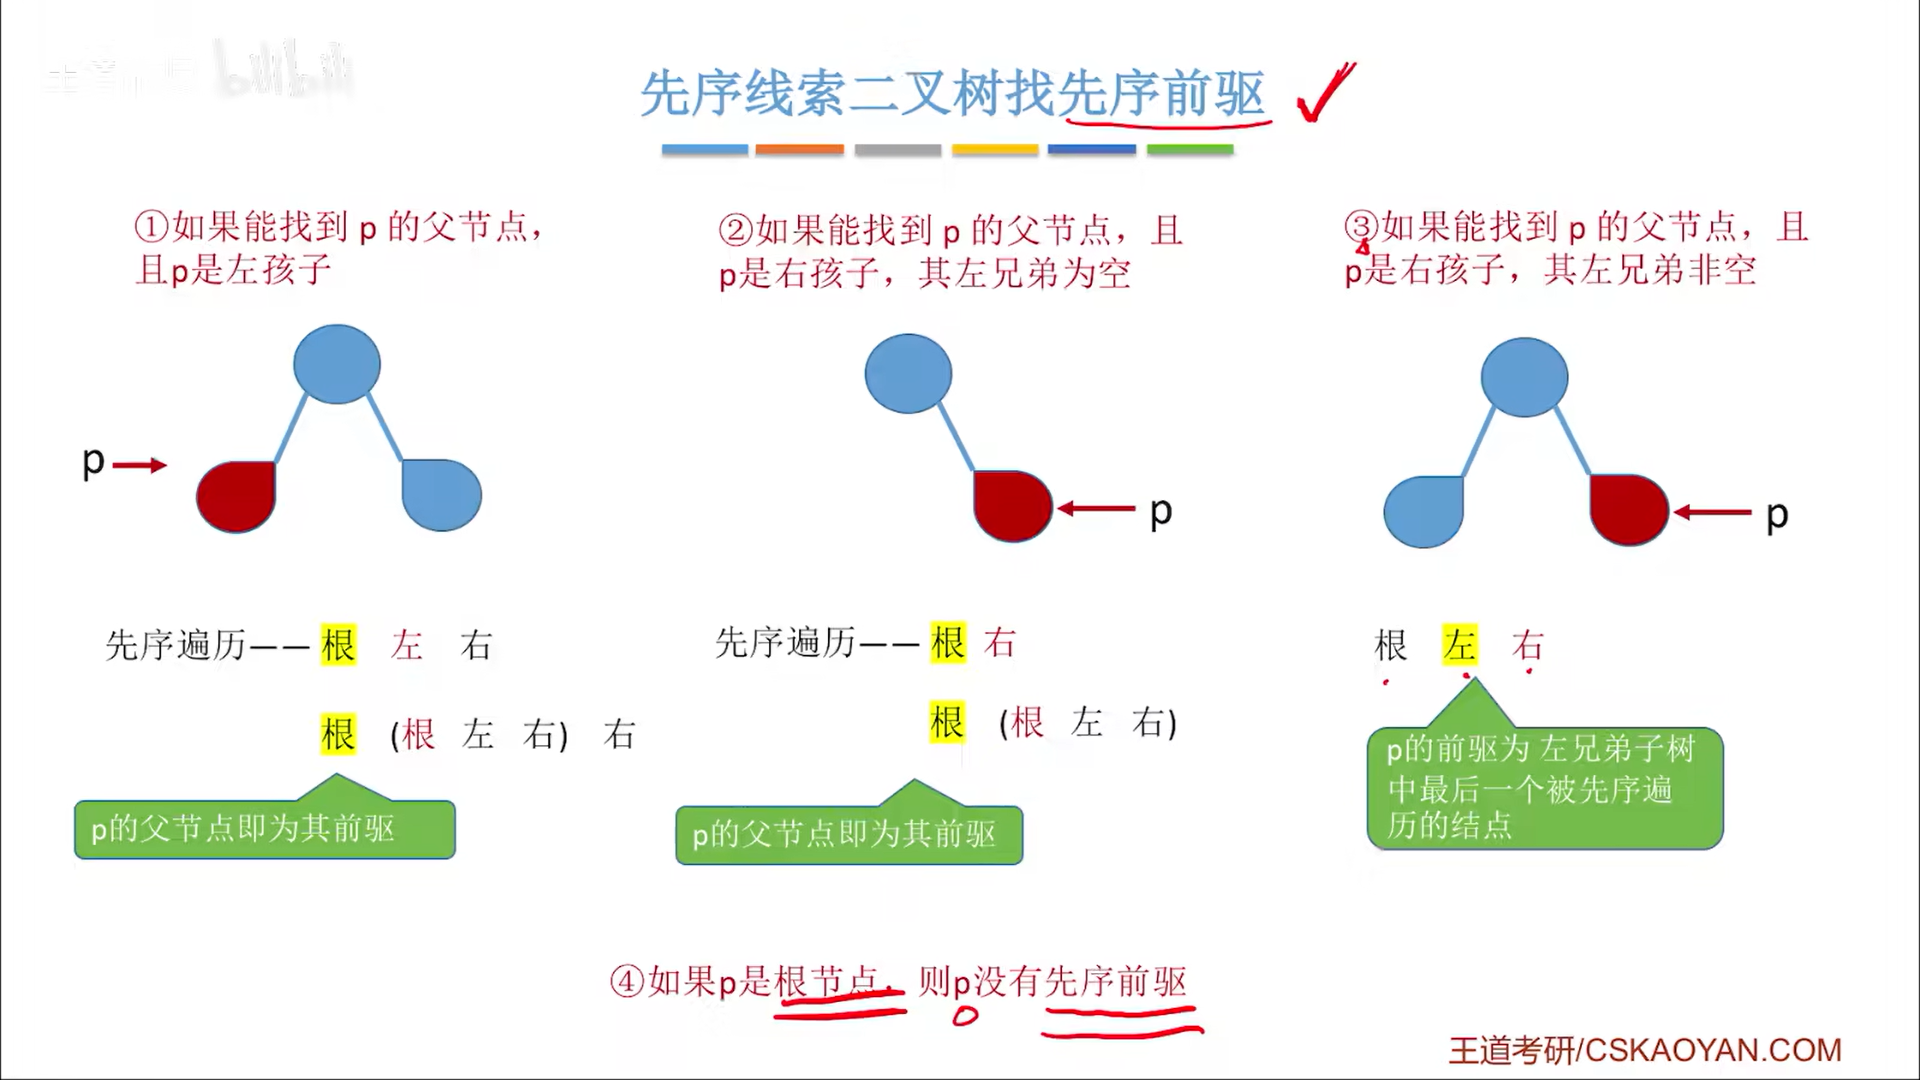 先序线索二叉树找先序前驱
①如果能找到 p 的父节点，
且p是左孩子
②如果能找到 p 的父节点，且
p是右孩子，其左兄弟为空
③如果能找到 p 的父节点，且
p是右孩子，其左兄弟非空
p
p
p
先序遍历——根 左 右
根 (根 左 右) 右
p的父节点即为其前驱
先序遍历——根 右
根 (根 左 右)
p的父节点即为其前驱
根 左 右
p的前驱为 左兄弟子树
中最后一个被先序遍
历的结点
④如果p是根节点，则p没有先序前驱
王道考研/CSKAOYAN.COM
bilibili